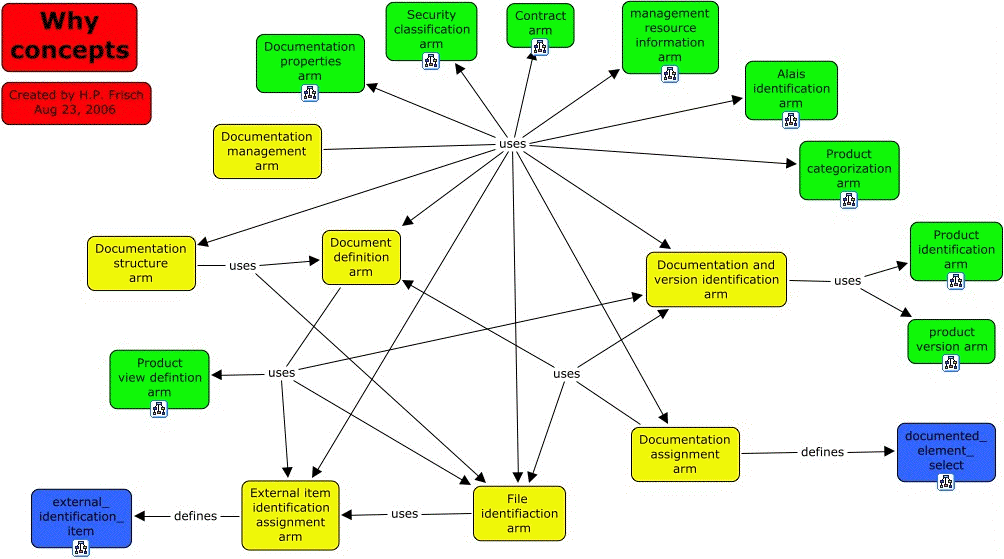 Why
concepts
Created by H.P. Frisch
Aug 23, 2006
Documentation
properties
arm
Security
classification
arm
Contract
arm
management
resource
information
arm
Alais
identification
arm
Documentation
management
arm
uses
Product
categorization
arm
Documentation
structure
arm
uses
Document
definition
arm
Documentation and
version identification
arm
uses
Product
identification
arm
product
version arm
Product
view defintion
arm
uses
uses
Documentation
assignment
arm
defines
documented_
element_
select
external_
identification_
item
defines
External item
identification
assignment
arm
uses
File
identifiaction
arm